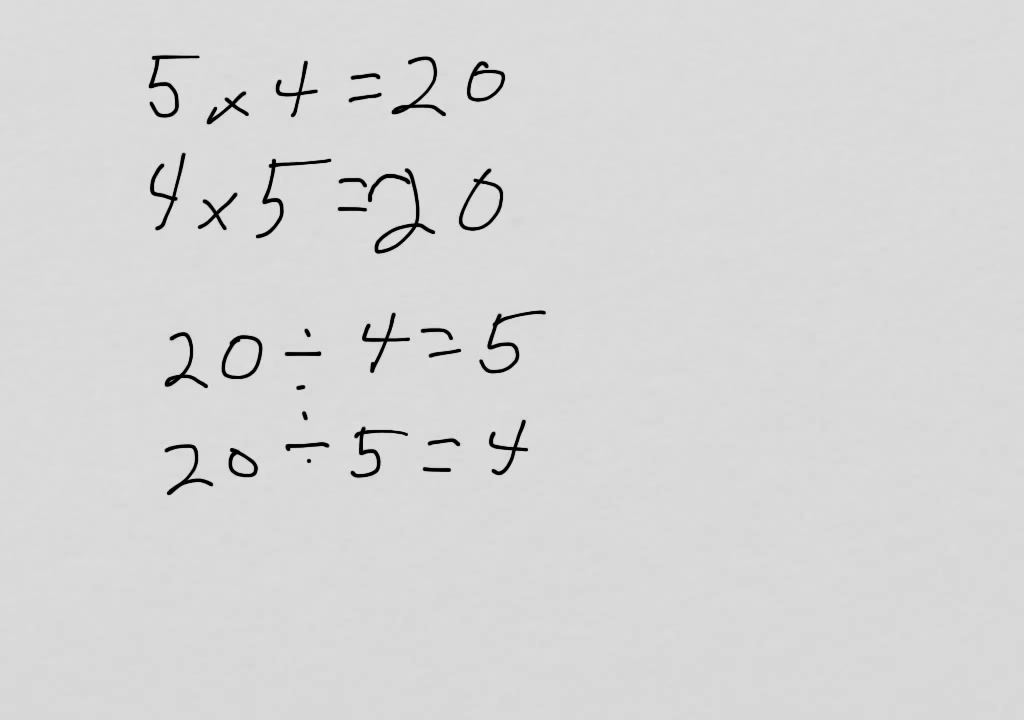 5 x 4 = 20
4 x 5 = 20
20 ÷ 4 = 5
20 ÷ 5 = 4